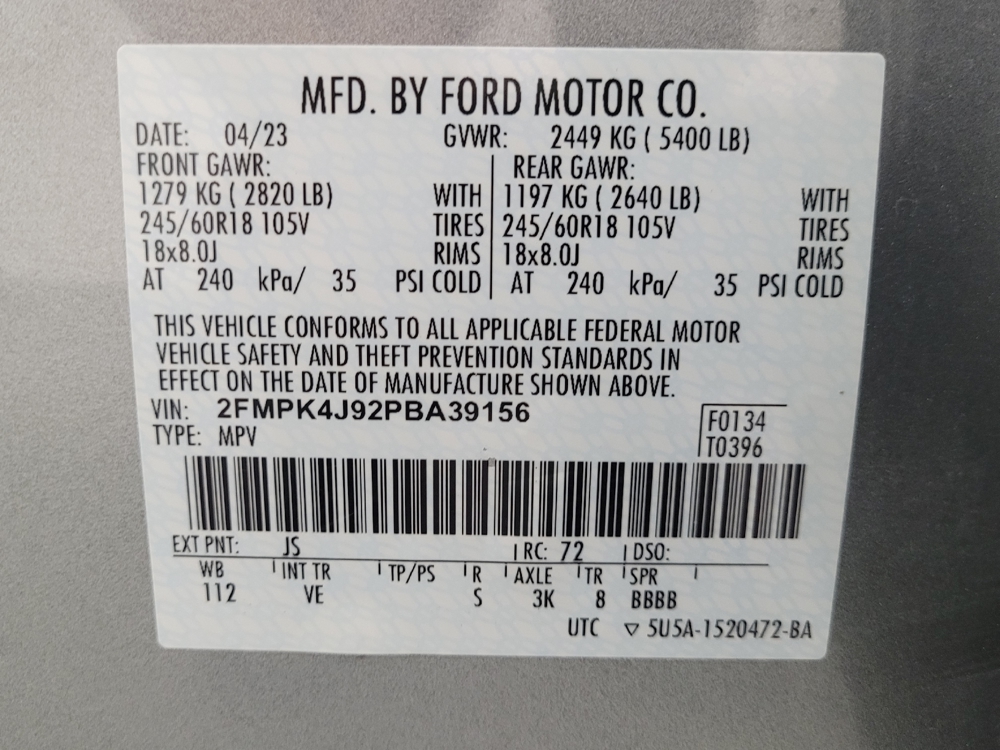 MFD. BY FORD MOTOR CO.
DATE: 04/23 GVWR: 2449 KG ( 5400 LB)
FRONT GAWR: REAR GAWR:
1279 KG ( 2820 LB) WITH 1197 KG ( 2640 LB) WITH
245/60R18 105V TIRES 245/60R18 105V TIRES
18x8.0J RIMS 18x8.0J RIMS
AT 240 kPa/ 35 PSI COLD AT 240 kPa/ 35 PSI COLD
THIS VEHICLE CONFORMS TO ALL APPLICABLE FEDERAL MOTOR
VEHICLE SAFETY AND THEFT PREVENTION STANDARDS IN
EFFECT ON THE DATE OF MANUFACTURE SHOWN ABOVE.
VIN: 2FMPK4J92PBA39156 F0134
TYPE: MPV T0396
EXT PNT: JS RC: 72 DSO:
WB INT TR TP/PS R AXLE TR SPR
112 VE S 3K 8 BBBB
UTC ▽ 5U5A-1520472-BA